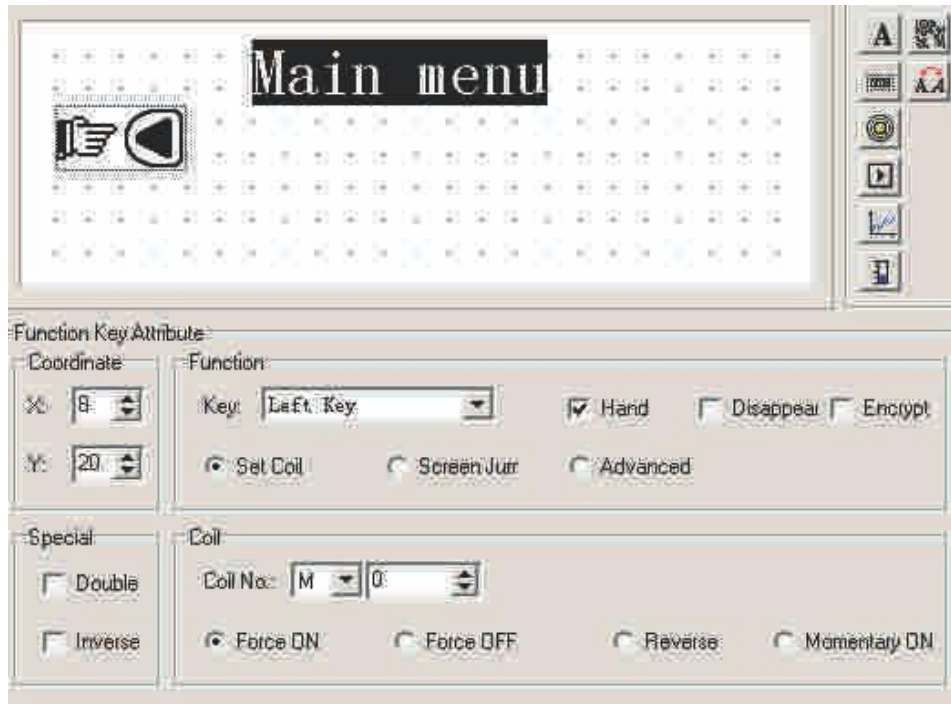 Main menu
A
A A
Function Key Attribute
Coordinate
X: 8
Y: 20
Function
Key: Left Key
Hand
Disappear
Encrypt
Set Coil
Screen Jum
Advanced
Special
Double
Inverse
Coil
Coil No.: M 0
Force ON
Force OFF
Reverse
Momentary ON